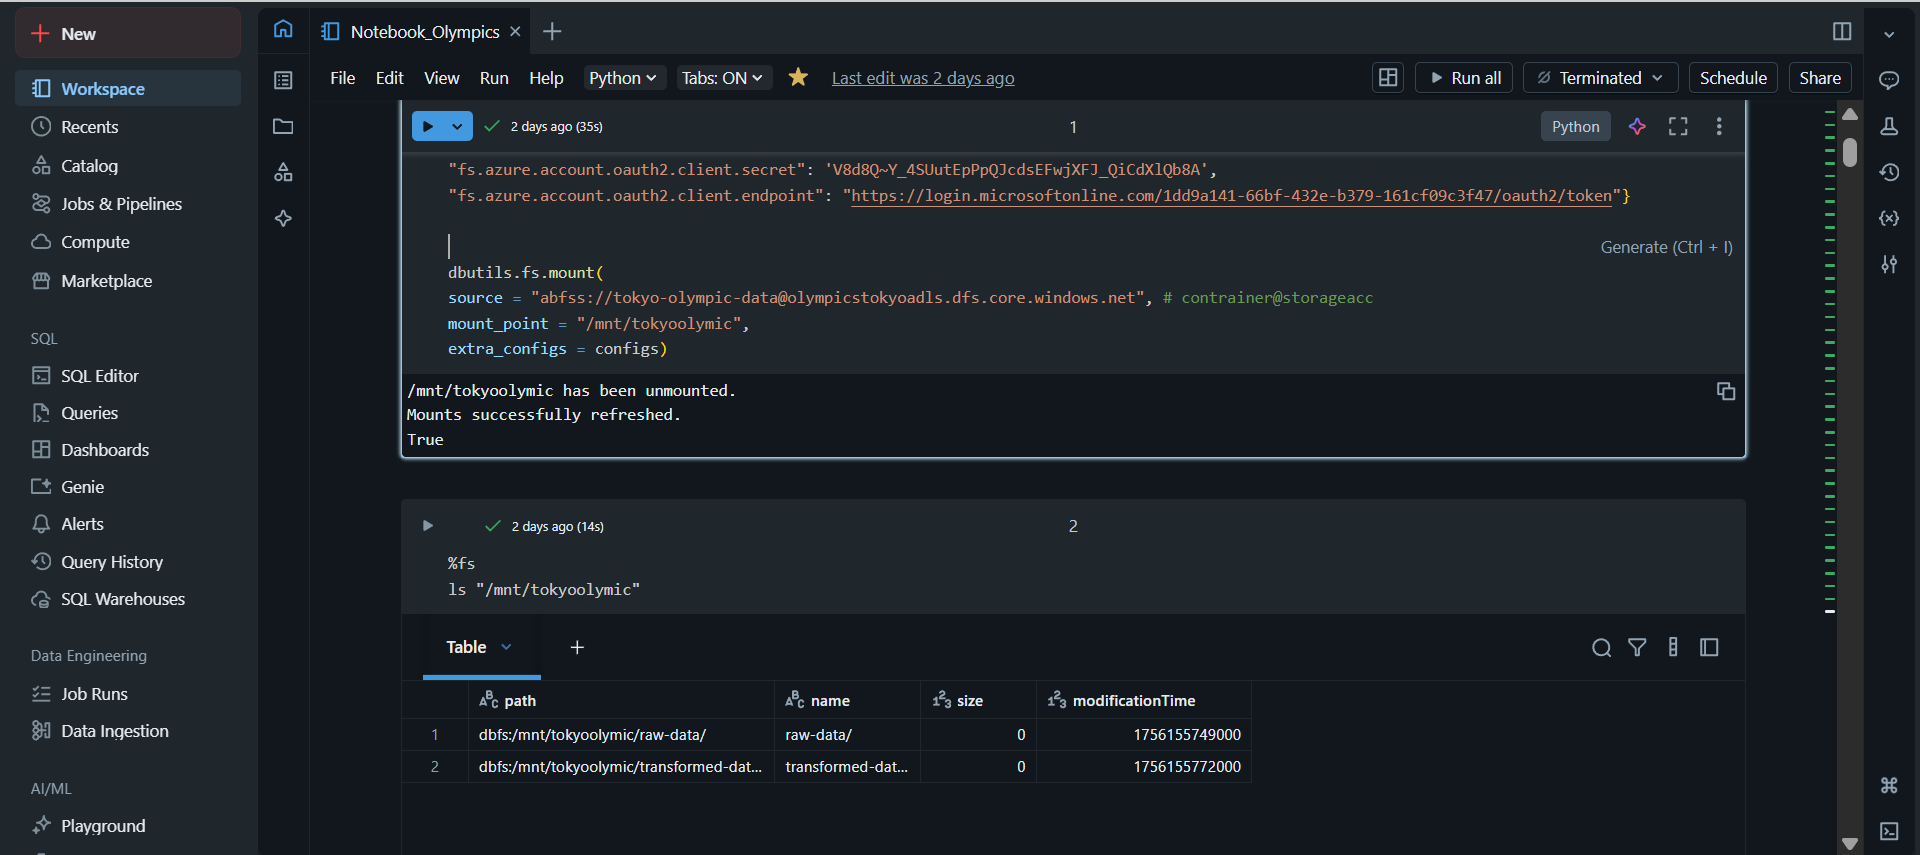 New
Workspace
Recents
Catalog
Jobs & Pipelines
Compute
Marketplace
SQL
SQL Editor
Queries
Dashboards
Genie
Alerts
Query History
SQL Warehouses
Data Engineering
Job Runs
Data Ingestion
AI/ML
Playground
Notebook_Olympics
File Edit View Run Help Python Tabs: ON Last edit was 2 days ago Run all Terminated Schedule Share
2 days ago (35s) 1 Python
"fs.azure.account.oauth2.client.secret": 'V8d8Q~Y_4SUutEpPpQJcdsEFwjXFJ_QiCdXlQb8A',
"fs.azure.account.oauth2.client.endpoint": "https://login.microsoftonline.com/1dd9a141-66bf-432e-b379-161cf09c3f47/oauth2/token"}
Generate (Ctrl + I)
dbutils.fs.mount(
source = "abfss://tokyo-olympic-data@olympicstokyoadls.dfs.core.windows.net", # contrainer@storageacc
mount_point = "/mnt/tokyoolymic",
extra_configs = configs)
/mnt/tokyoolymic has been unmounted.
Mounts successfully refreshed.
True
2 days ago (14s) 2
%fs
ls "/mnt/tokyoolymic"
Table
path name size modificationTime
1 dbfs:/mnt/tokyoolymic/raw-data/ raw-data/ 0 1756155749000
2 dbfs:/mnt/tokyoolymic/transformed-dat... transformed-dat... 0 1756155772000